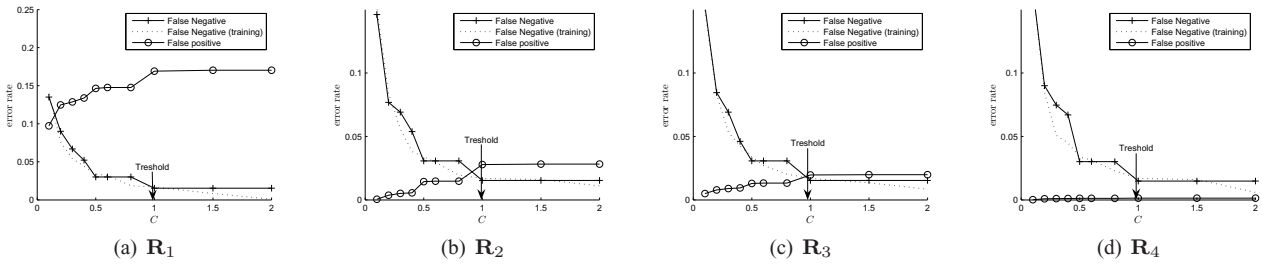 0.25
0.2
0.15
0.1
0.05
0
error rate
False Negative
False Negative (training)
False positive
Treshold
0 0.5 1 1.5 2
C
(a) R1
0.1
0.05
0
error rate
False Negative
False Negative (training)
False positive
Treshold
0 0.5 1 1.5 2
C
(b) R2
0.1
0.05
0
error rate
False Negative
False Negative (training)
False positive
Treshold
0 0.5 1 1.5 2
C
(c) R3
0.1
0.05
0
error rate
False Negative
False Negative (training)
False positive
Treshold
0 0.5 1 1.5 2
C
(d) R4